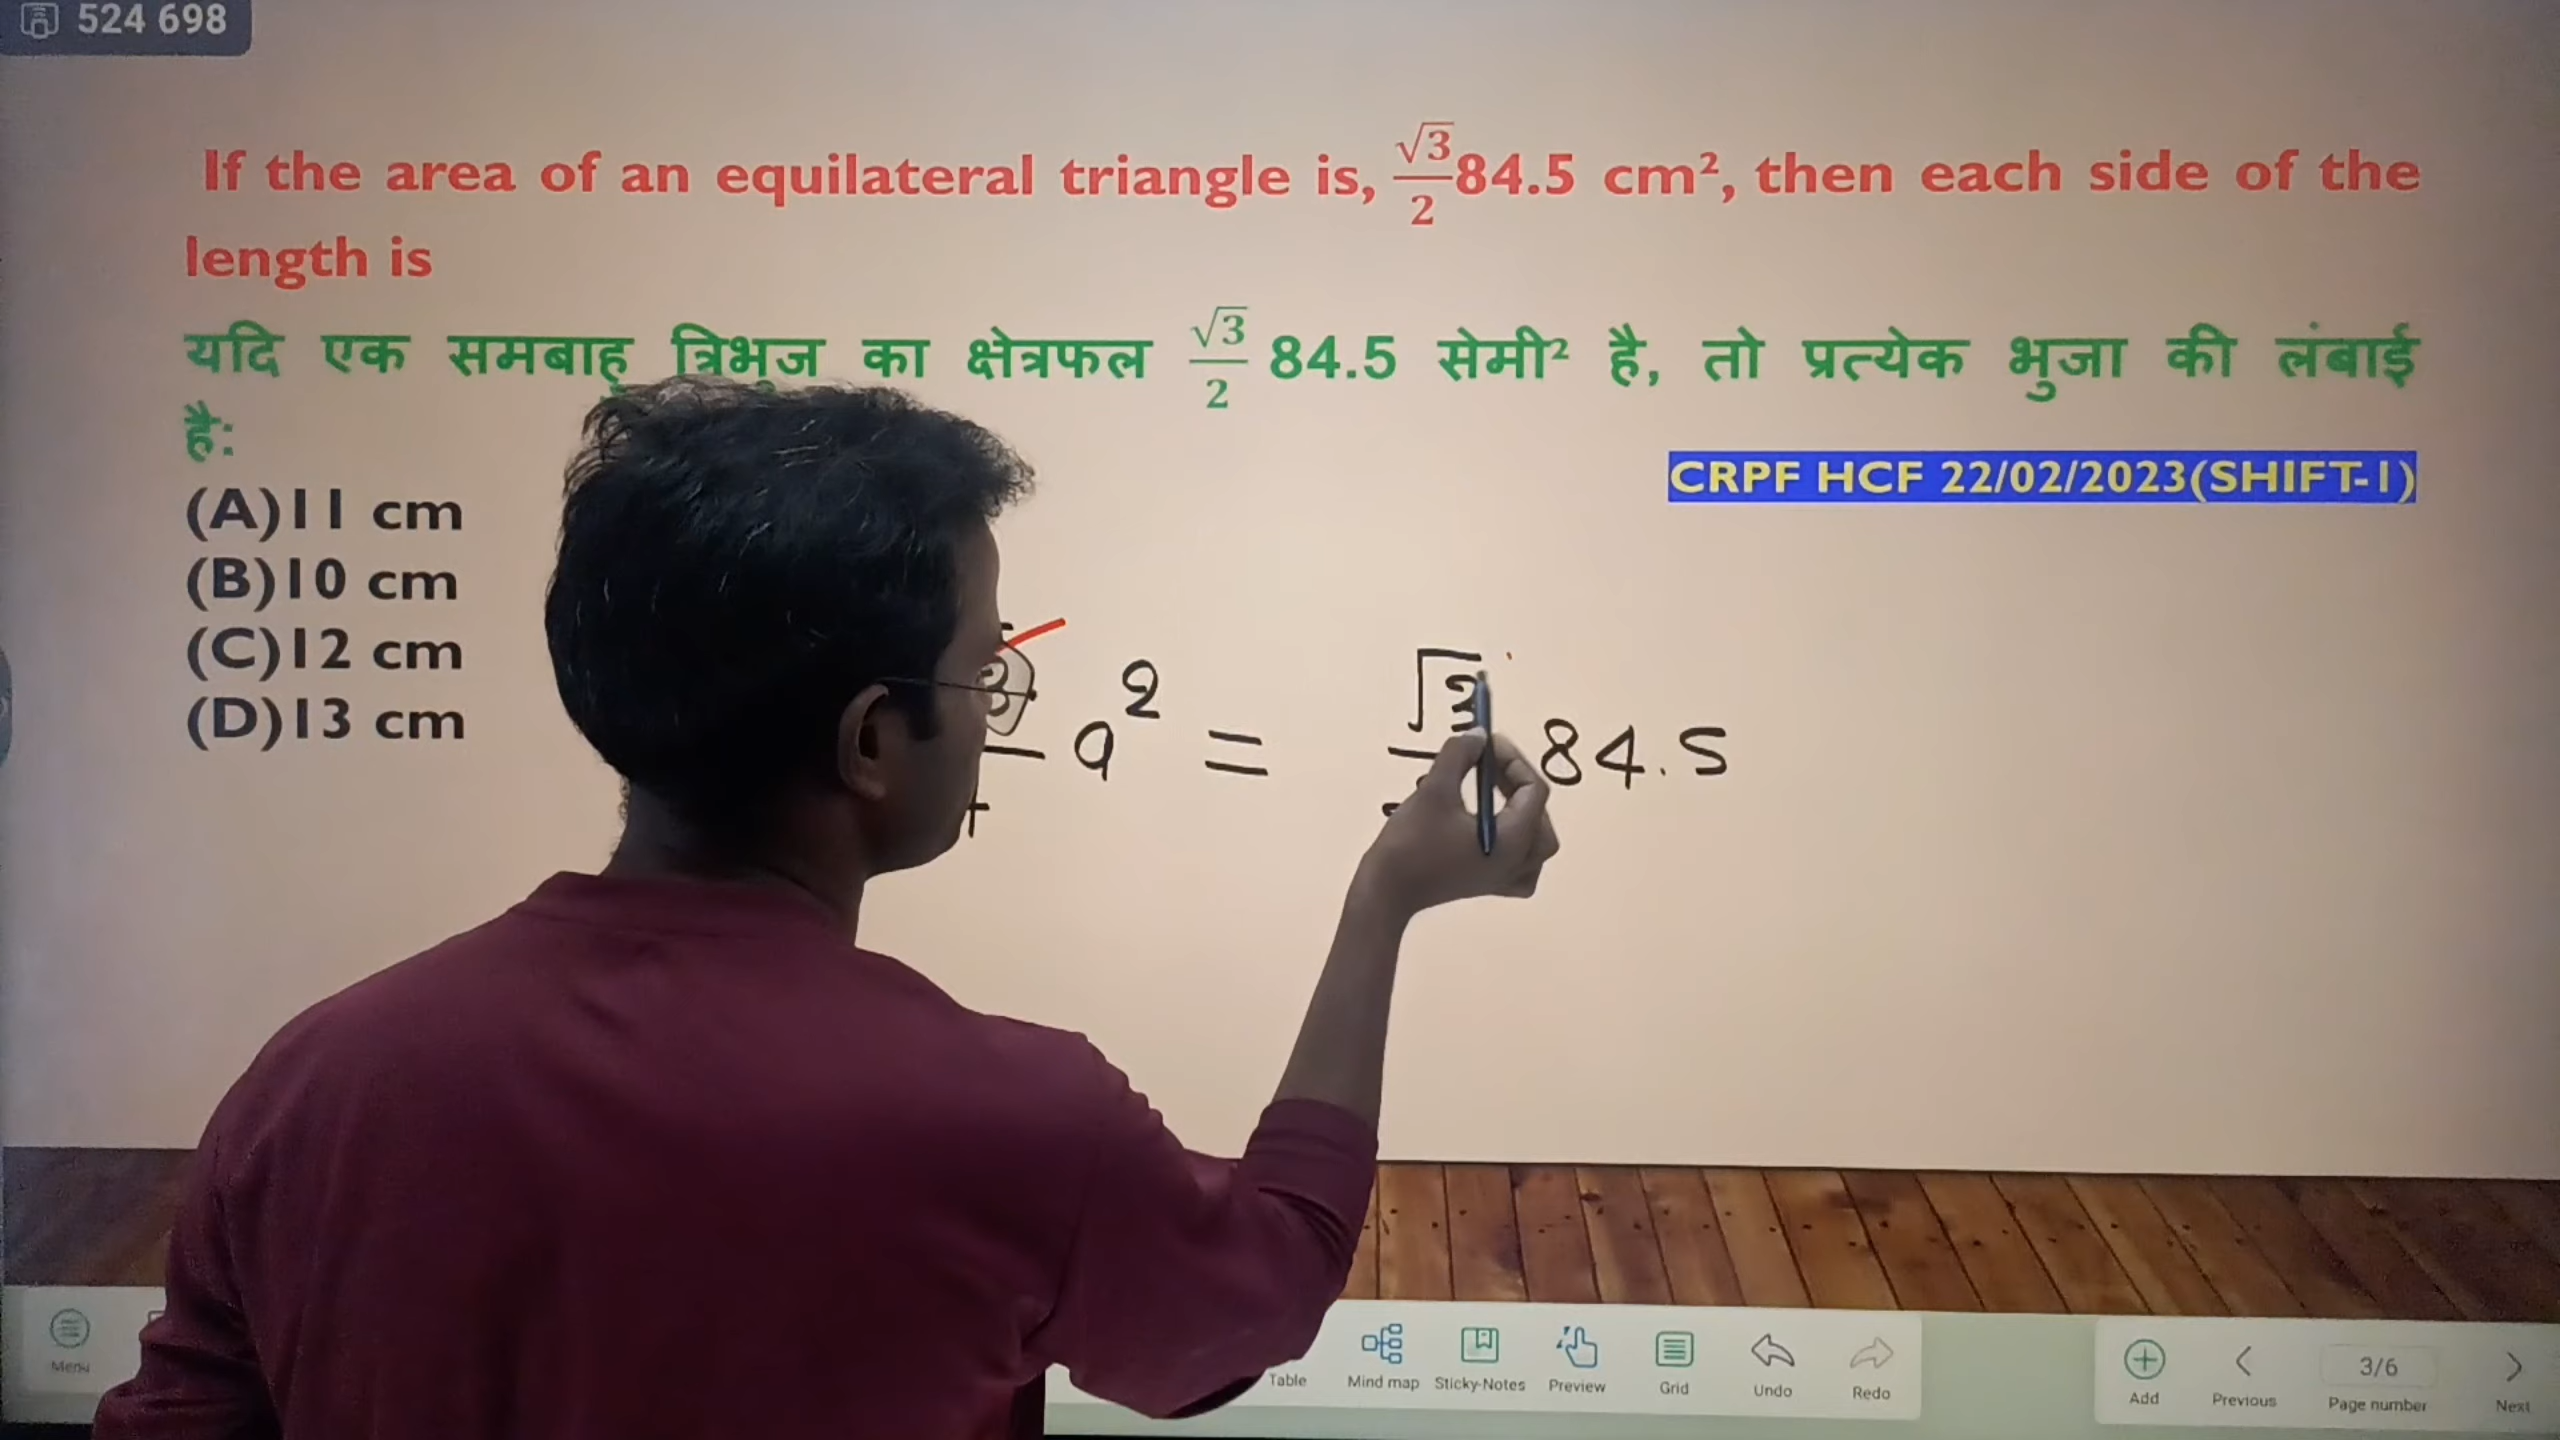 524 698
If the area of an equilateral triangle is, √3/2 84.5 cm², then each side of the
length is
यदि एक समबाहु त्रिभुज का क्षेत्रफल √3/2 84.5 सेमी² है, तो प्रत्येक भुजा की लंबाई
है:
CRPF HCF 22/02/2023(SHIFT-1)
(A)11 cm
(B)10 cm
(C)12 cm
(D)13 cm
a² = √3 84.5
Menu
Table
Mind map
Sticky-Notes
Preview
Grid
Undo
Redo
Add
Previous
3/6
Page number
Next